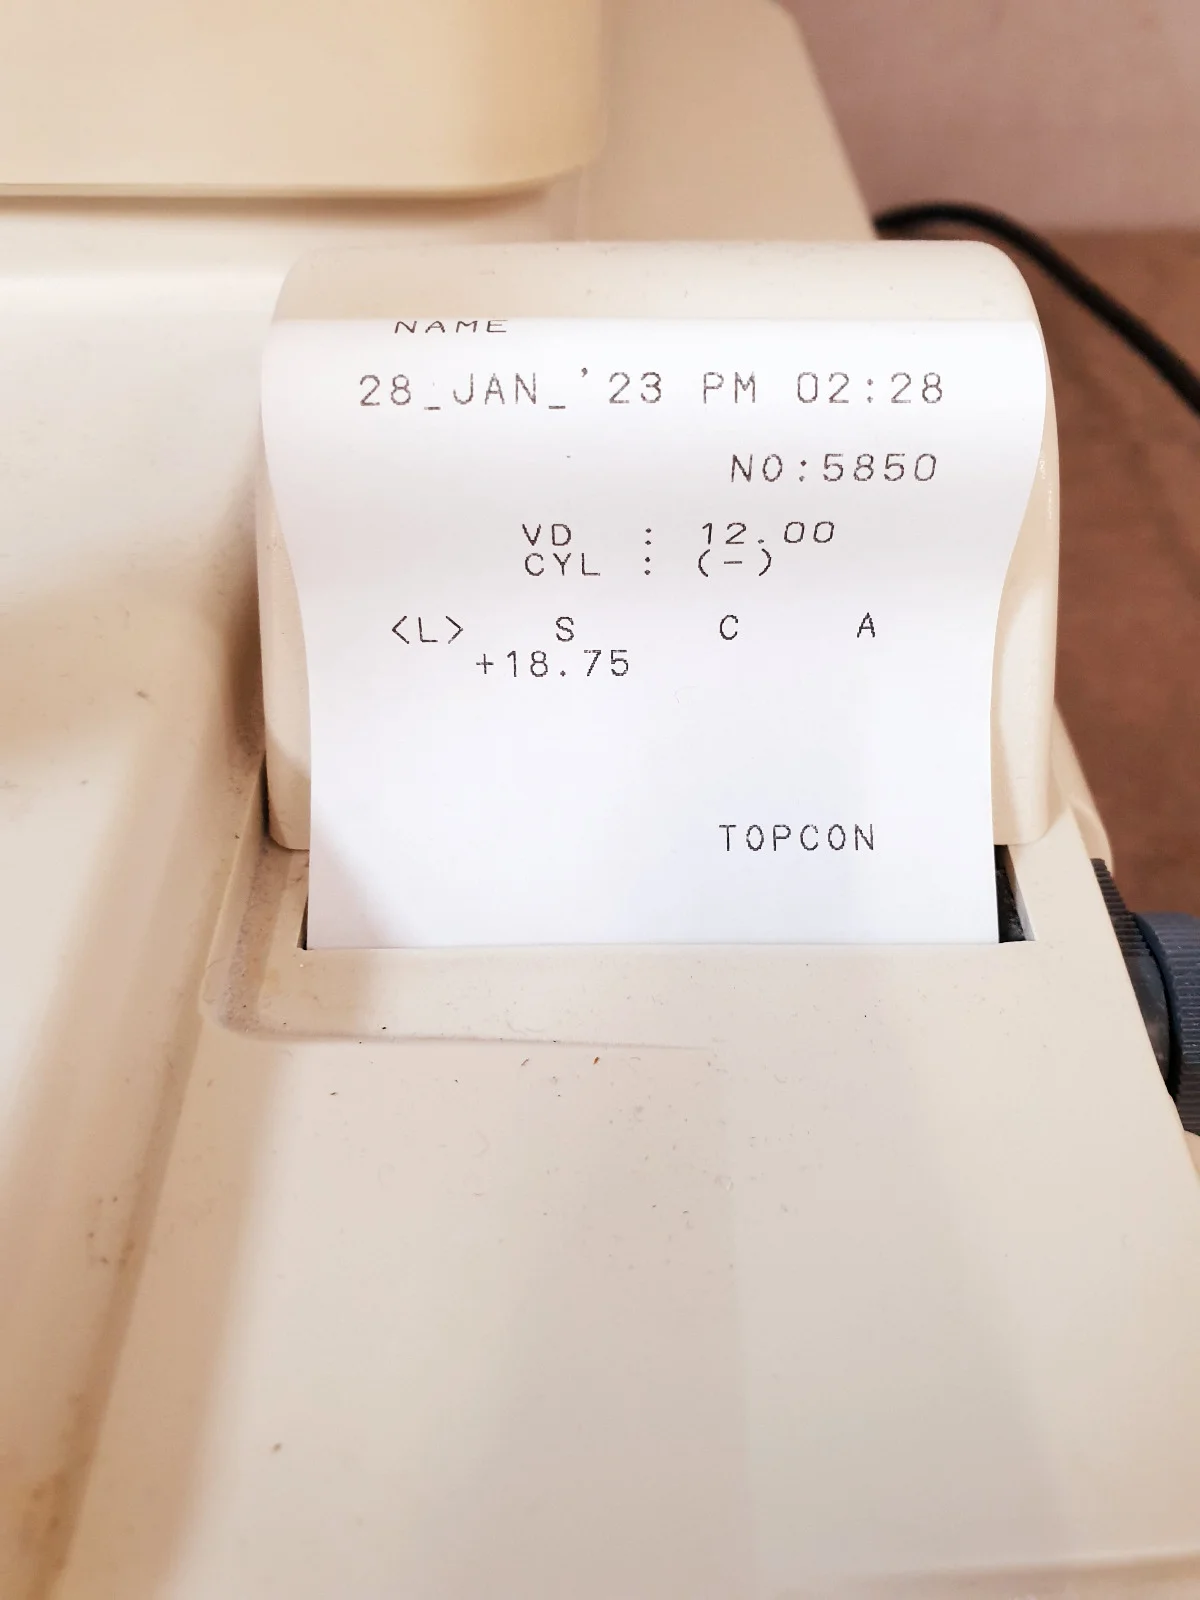 NAME
28_JAN_'23 PM 02:28
NO:5850
VD : 12.00
CYL : (-)
<L> S C A
+18.75
TOPCON